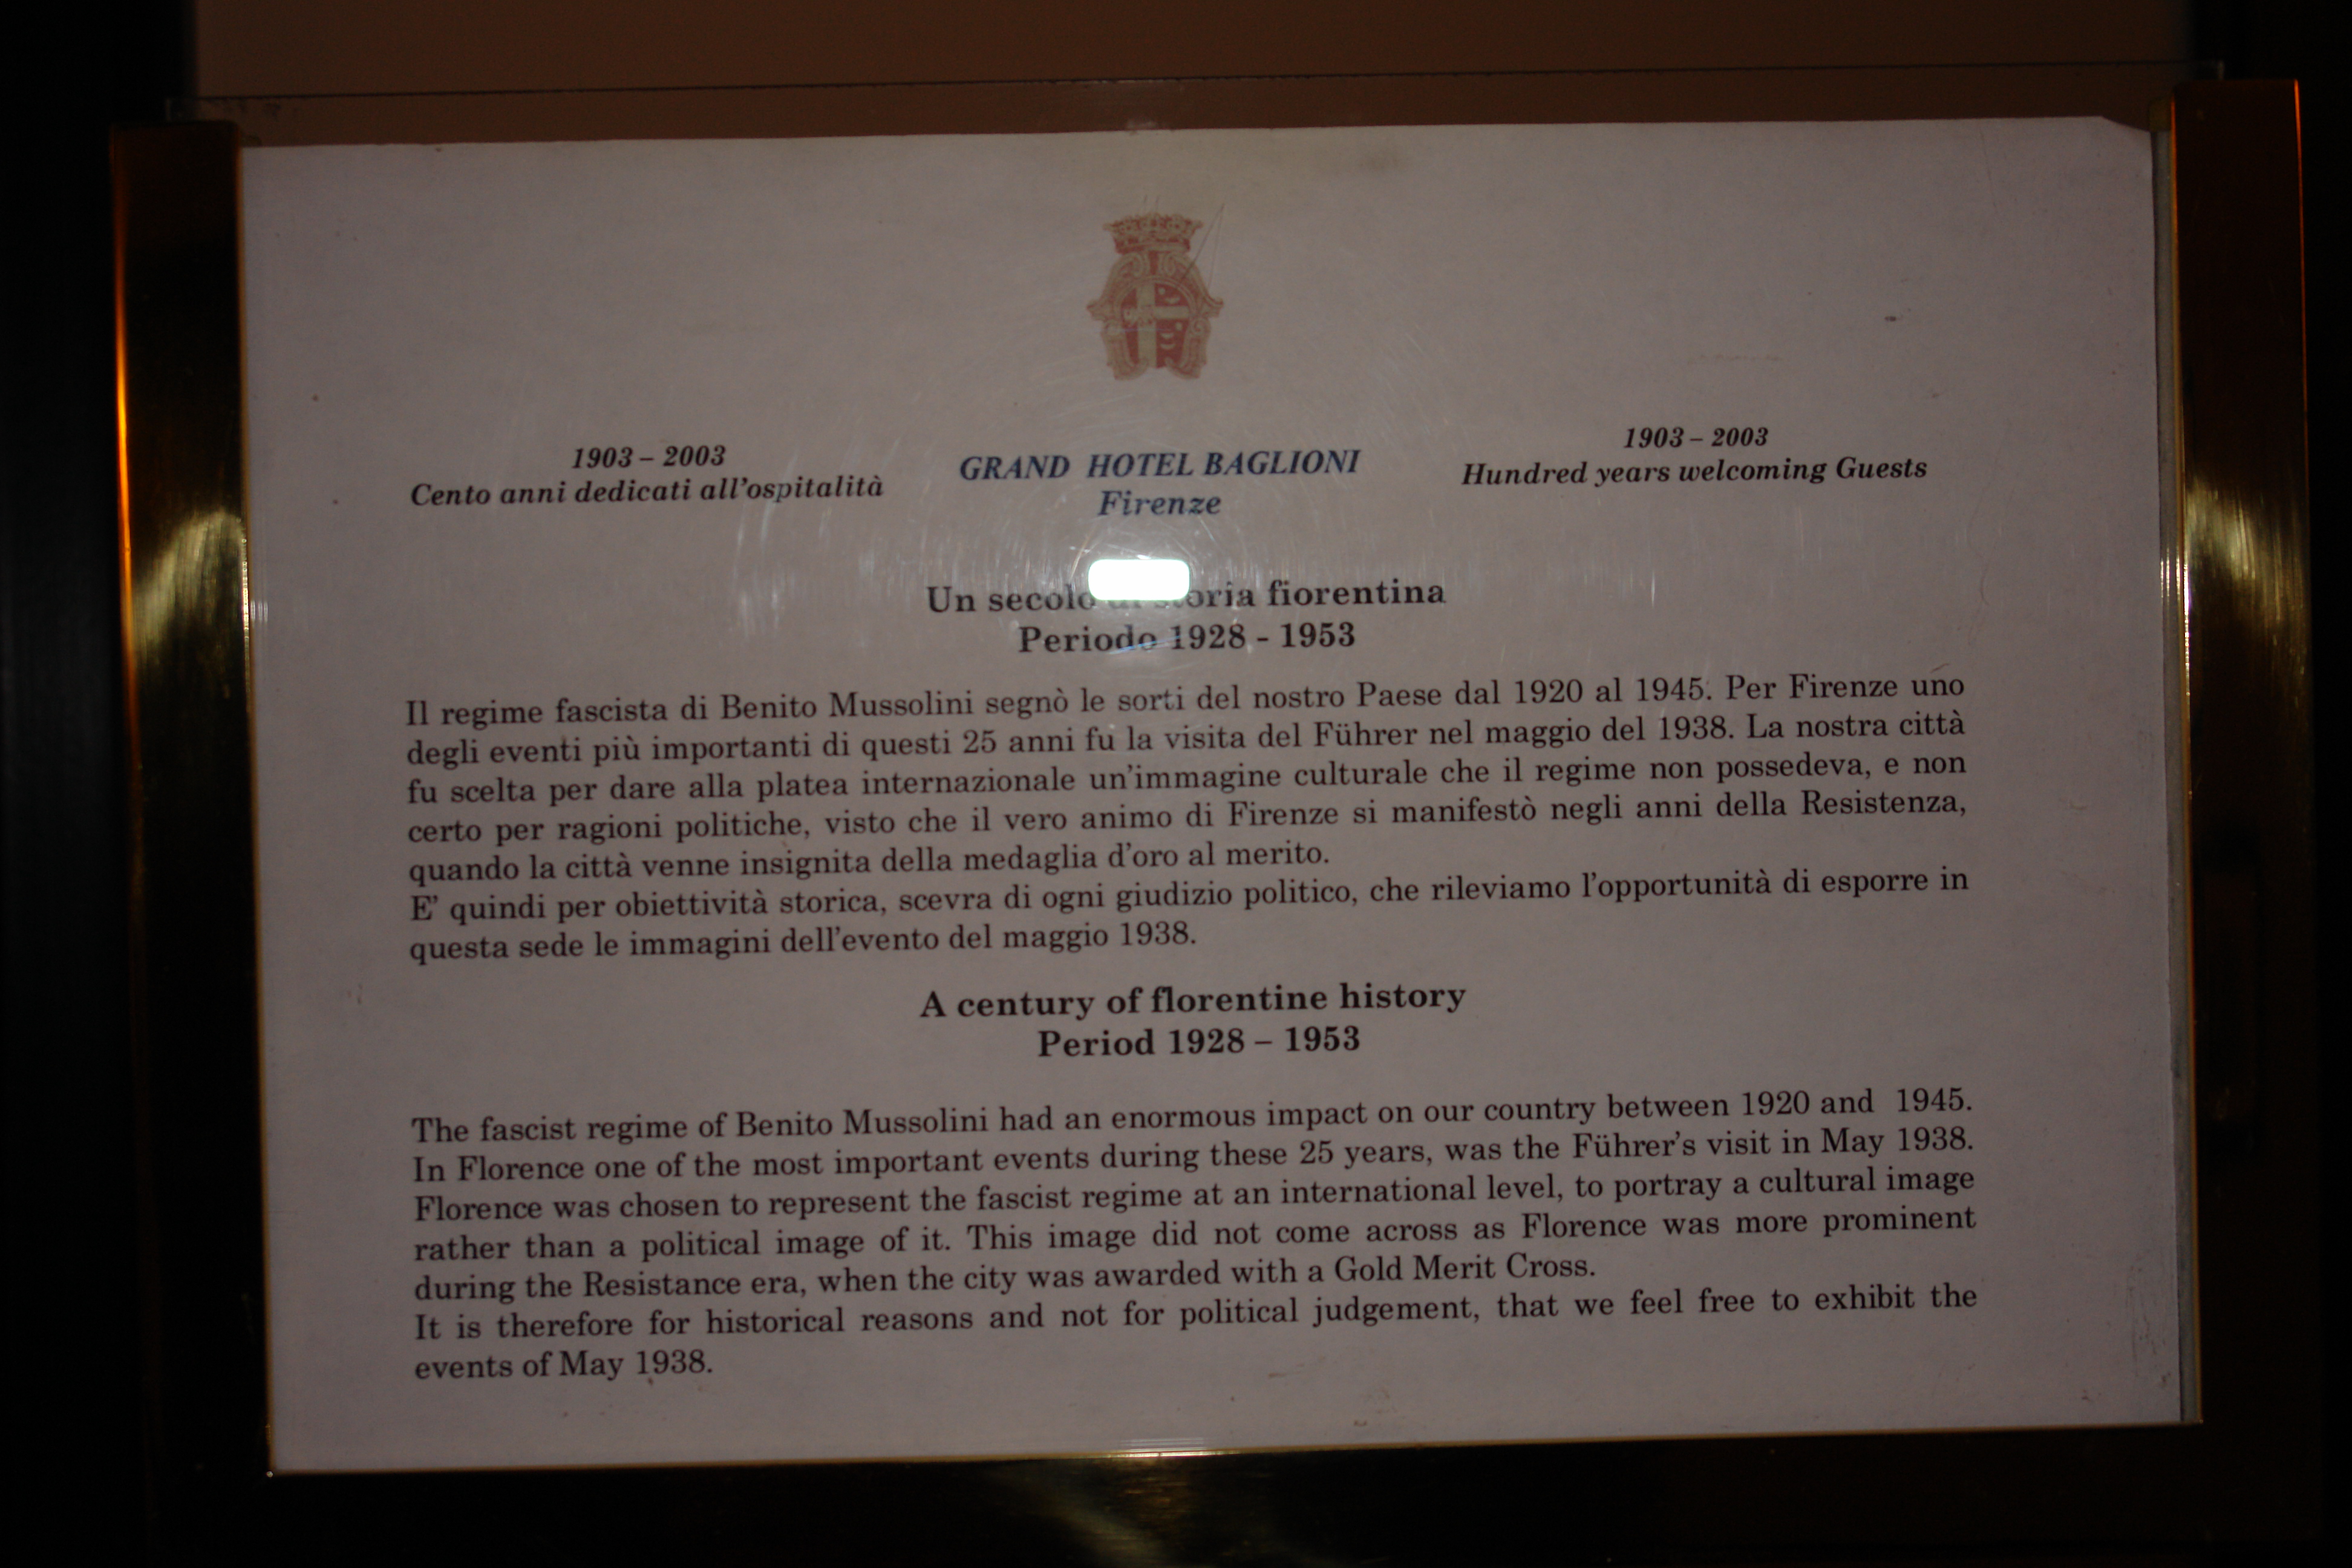 1903 – 2003
Cento anni dedicati all'ospitalità
GRAND HOTEL BAGLIONI
Firenze
1903 – 2003
Hundred years welcoming Guests
Un secolo storia fiorentina
Periodo 1928 - 1953
Il regime fascista di Benito Mussolini segnò le sorti del nostro Paese dal 1920 al 1945. Per Firenze uno
degli eventi più importanti di questi 25 anni fu la visita del Führer nel maggio del 1938. La nostra città
fu scelta per dare alla platea internazionale un'immagine culturale che il regime non possedeva, e non
certo per ragioni politiche, visto che il vero animo di Firenze si manifestò negli anni della Resistenza,
quando la città venne insignita della medaglia d'oro al merito.
E' quindi per obiettività storica, scevra di ogni giudizio politico, che rileviamo l'opportunità di esporre in
questa sede le immagini dell'evento del maggio 1938.
A century of florentine history
Period 1928 – 1953
The fascist regime of Benito Mussolini had an enormous impact on our country between 1920 and 1945.
In Florence one of the most important events during these 25 years, was the Führer's visit in May 1938.
Florence was chosen to represent the fascist regime at an international level, to portray a cultural image
rather than a political image of it. This image did not come across as Florence was more prominent
during the Resistance era, when the city was awarded with a Gold Merit Cross.
It is therefore for historical reasons and not for political judgement, that we feel free to exhibit the
events of May 1938.